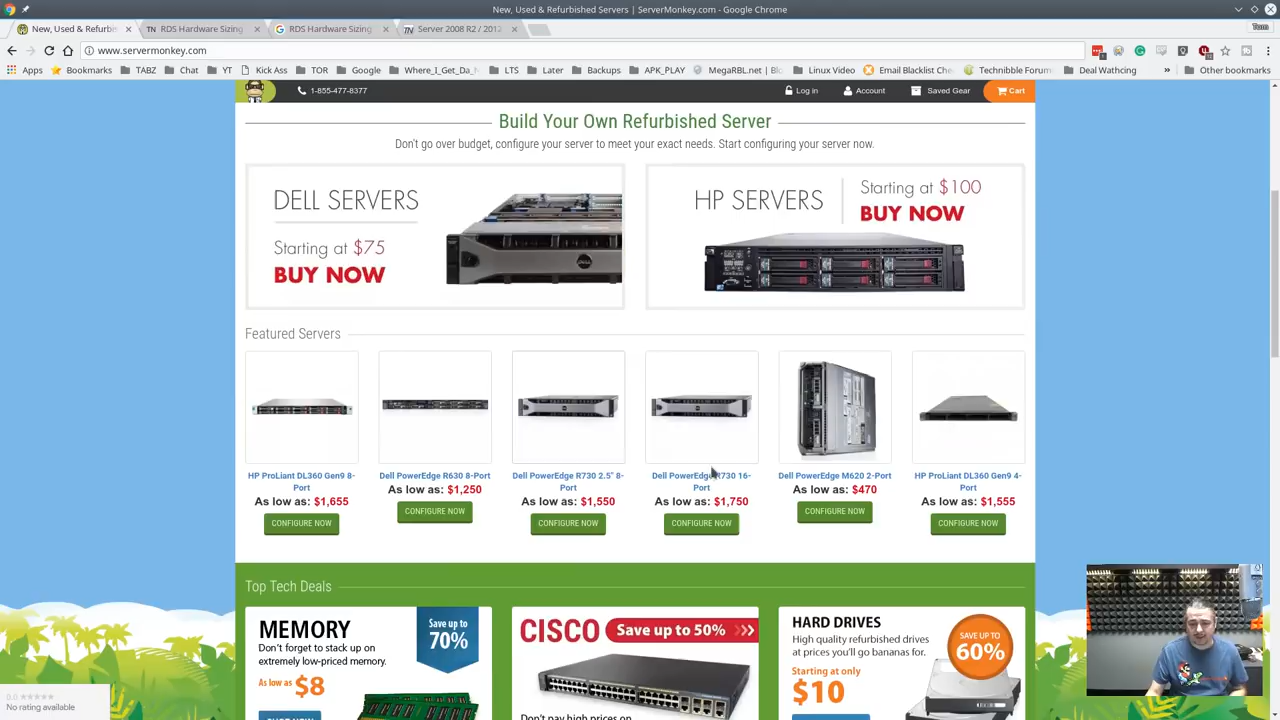 New, Used & Refurbished Servers | ServerMonkey.com - Google Chrome
New, Used & Refurbis
RDS Hardware Sizing
RDS Hardware Sizing
Server 2008 R2 / 2012
Tom
www.servermonkey.com
Apps
Bookmarks
TABZ
Chat
YT
Kick Ass
TOR
Google
Where_I_Get_Da_
LTS
Later
Backups
APK_PLAY
MegaRBL.net | Bl
Linux Video
Email Blacklist Che
Technibble Forum
Deal Wathcing
»
Other bookmarks
1-855-477-8377
Log in
Account
Saved Gear
Cart
Build Your Own Refurbished Server
Don't go over budget, configure your server to meet your exact needs. Start configuring your server now.
DELL SERVERS
Starting at $75
BUY NOW
HP SERVERS
Starting at $100
BUY NOW
Featured Servers
HP ProLiant DL360 Gen9 8-
Port
As low as: $1,655
CONFIGURE NOW
Dell PowerEdge R630 8-Port
As low as: $1,250
CONFIGURE NOW
Dell PowerEdge R730 2.5" 8-
Port
As low as: $1,550
CONFIGURE NOW
Dell PowerEdge R730 16-
Port
As low as: $1,750
CONFIGURE NOW
Dell PowerEdge M620 2-Port
As low as: $470
CONFIGURE NOW
HP ProLiant DL360 Gen9 4-
Port
As low as: $1,555
CONFIGURE NOW
Top Tech Deals
MEMORY
Don't forget to stack up on
extremely low-priced memory.
As low as $8
Save up to
70%
CISCO
Save up to 50%
Don't pay high prices on
HARD DRIVES
High quality refurbished drives
at prices you'll go bananas for.
Starting at only
$10
SAVE UP TO
60%
0.0
No rating available